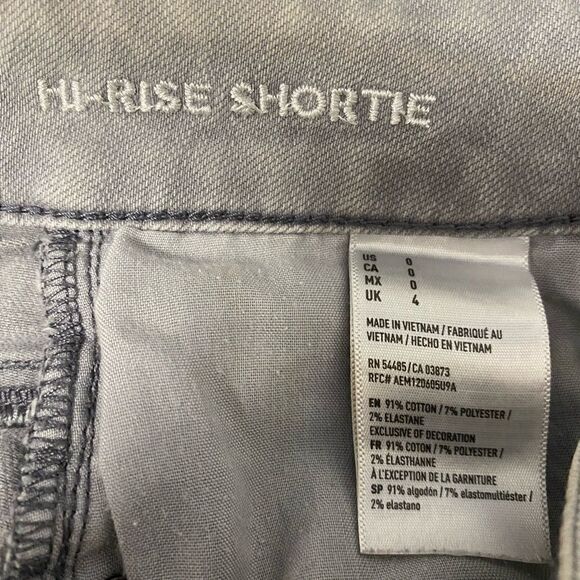 HI-RISE SHORTIE
US 0
CA 0
MX 0
UK 4
MADE IN VIETNAM / FABRIQUÉ AU
VIETNAM / HECHO EN VIETNAM
RN 54485 / CA 03873
RFC# AEM120605U9A
EN 91% COTTON / 7% POLYESTER /
2% ELASTANE
EXCLUSIVE OF DECORATION
FR 91% COTON / 7% POLYESTER /
2% ÉLASTHANNE
À L'EXCEPTION DE LA GARNITURE
SP 91% algodón / 7% elastomultiéster /
2% elastano